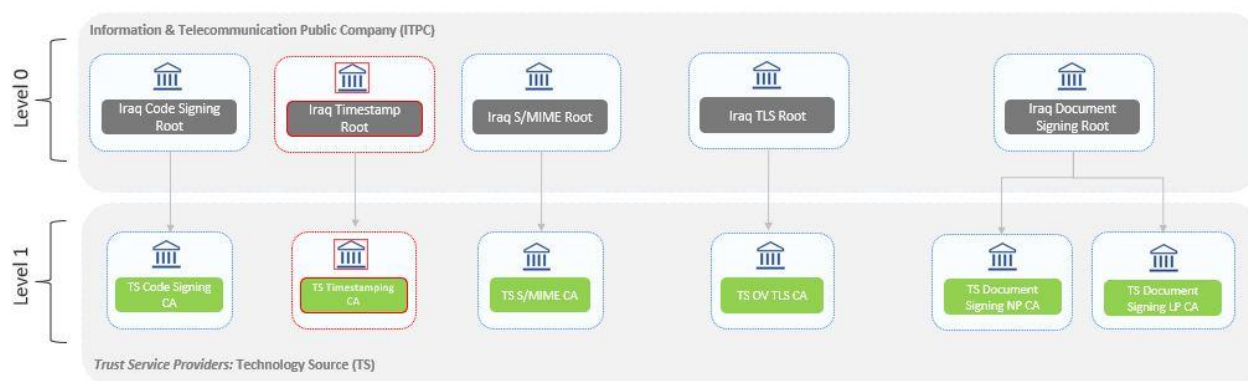 Information & Telecommunication Public Company (ITPC)
Level 0
Iraq Code Signing
Root
Iraq Timestamp
Root
Iraq S/MIME Root
Iraq TLS Root
Iraq Document
Signing Root
Level 1
TS Code Signing
CA
TS Timestamping
CA
TS S/MIME CA
TS OV TLS CA
TS Document
Signing NP CA
TS Document
Signing LP CA
Trust Service Providers: Technology Source (TS)